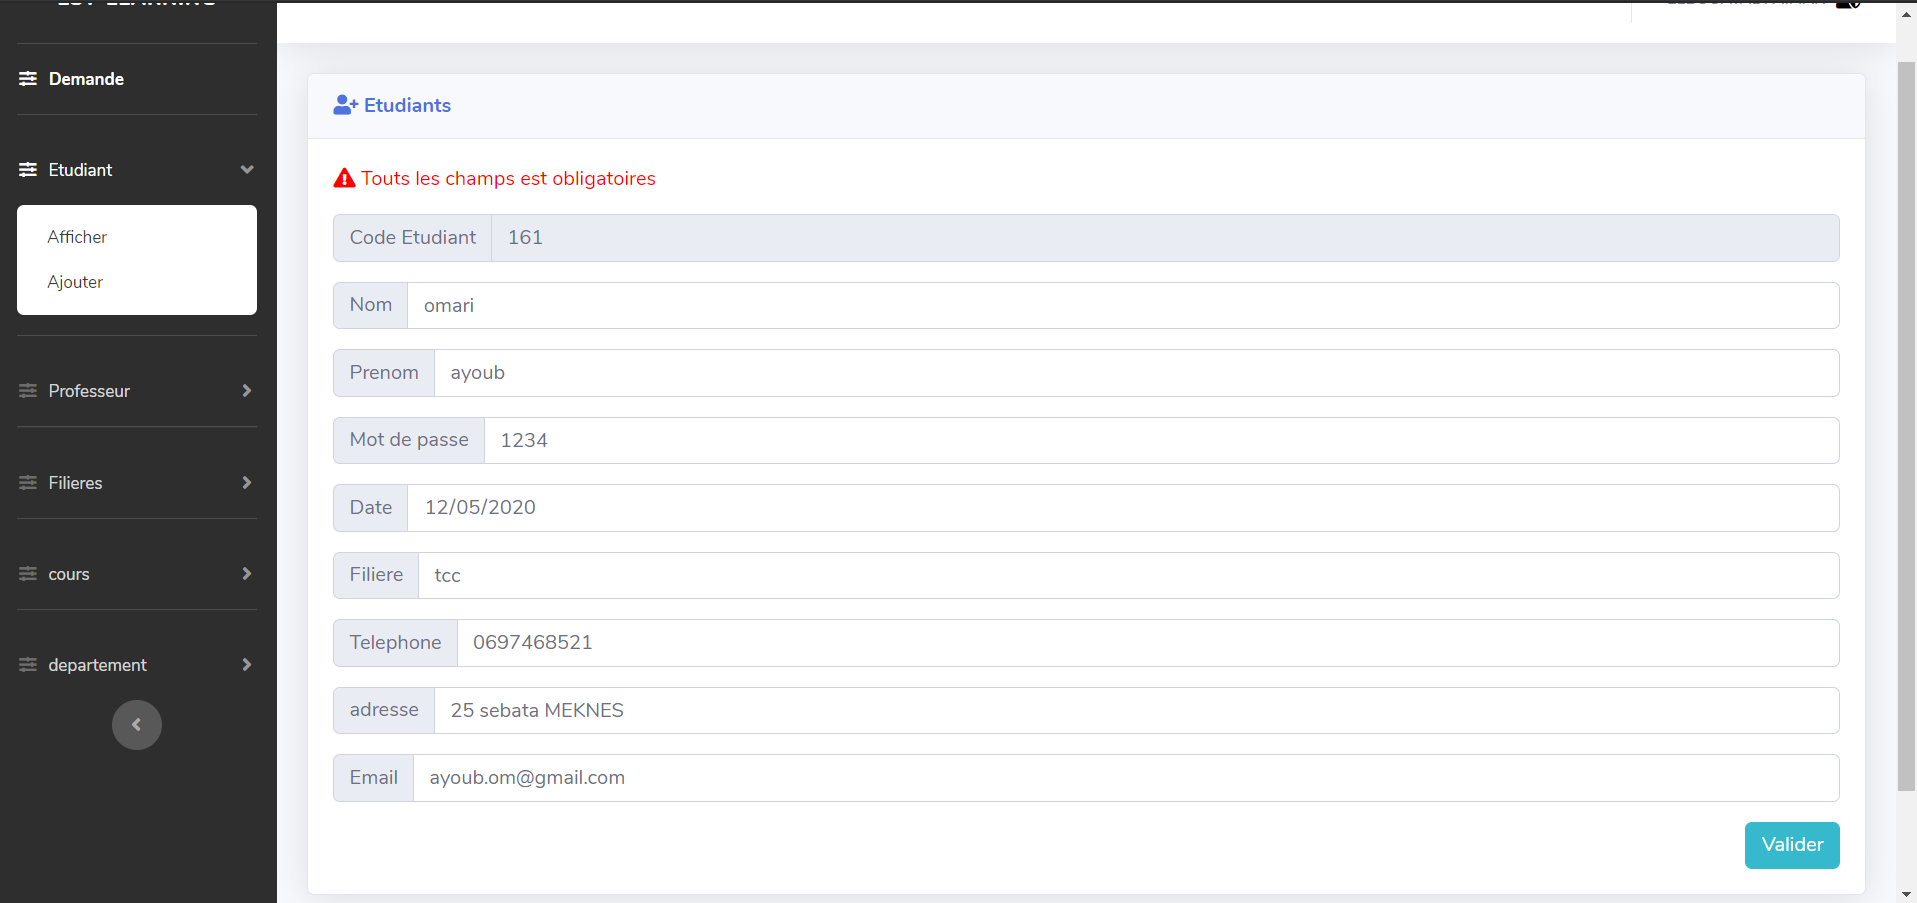 Demande
Etudiant
Afficher
Ajouter
Professeur
Filieres
cours
departement
Etudiants
Touts les champs est obligatoires
Code Etudiant 161
Nom omari
Prenom ayoub
Mot de passe 1234
Date 12/05/2020
Filiere tcc
Telephone 0697468521
adresse 25 sebata MEKNES
Email ayoub.om@gmail.com
Valider